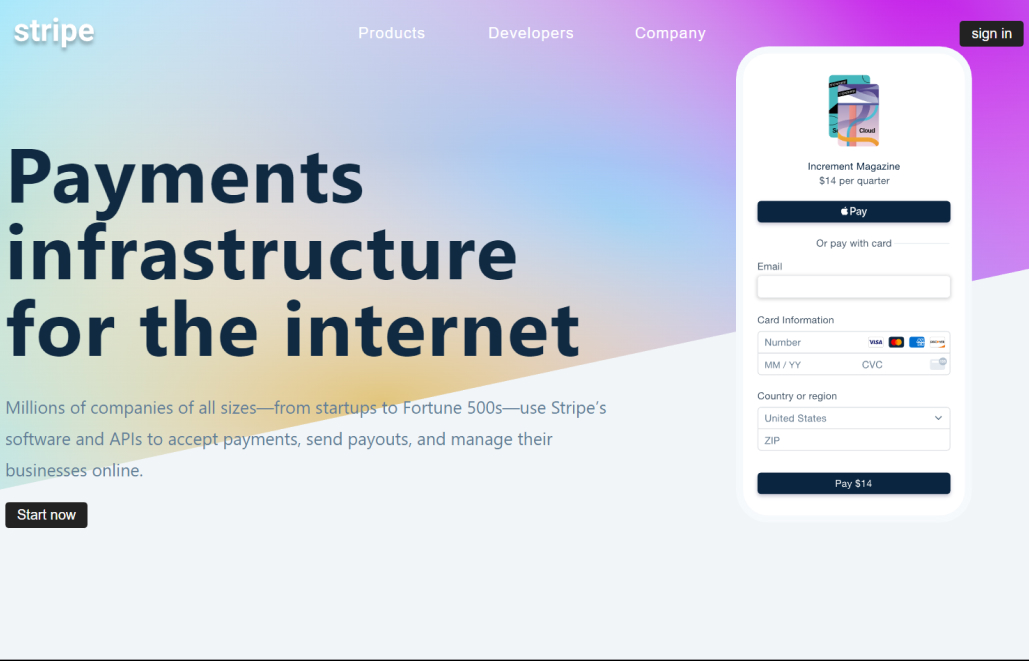 stripe
Products
Developers
Company
sign in
Payments
infrastructure
for the internet
Millions of companies of all sizes—from startups to Fortune 500s—use Stripe's
software and APIs to accept payments, send payouts, and manage their
businesses online.
Start now
Cloud
Increment Magazine
$14 per quarter
Pay
Or pay with card
Email
Card Information
Number
VISA
MM / YY
CVC
Country or region
United States
ZIP
Pay $14